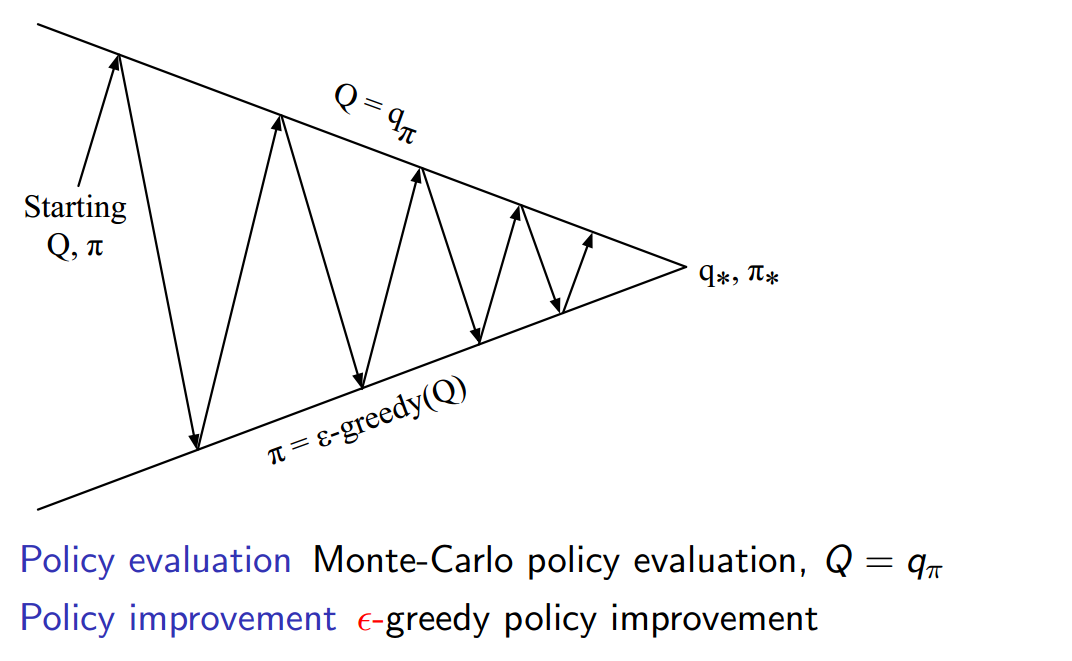 Q = qπ
Starting
Q, π
q*, π*
π = ε-greedy(Q)
Policy evaluation Monte-Carlo policy evaluation, Q = qπ
Policy improvement ϵ-greedy policy improvement